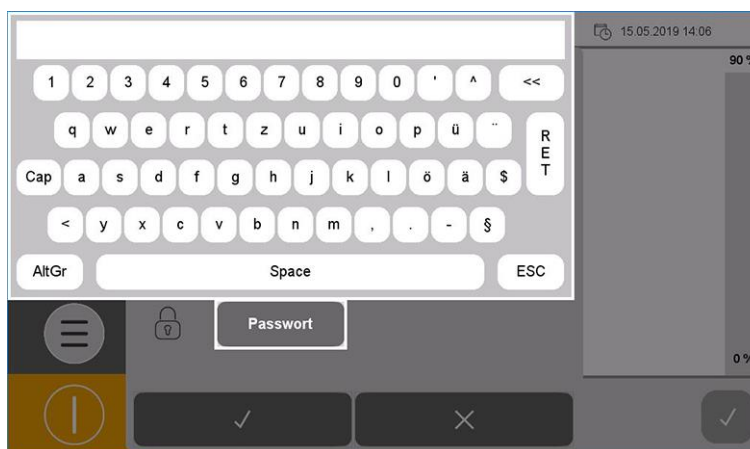 15.05.2019 14:06
90 %
1 2 3 4 5 6 7 8 9 0 ' ^ <<
q w e r t z u i o p ü ¨
RET
Cap a s d f g h j k l ö ä $
< y x c v b n m , . - §
AltGr Space ESC
Passwort
0 %